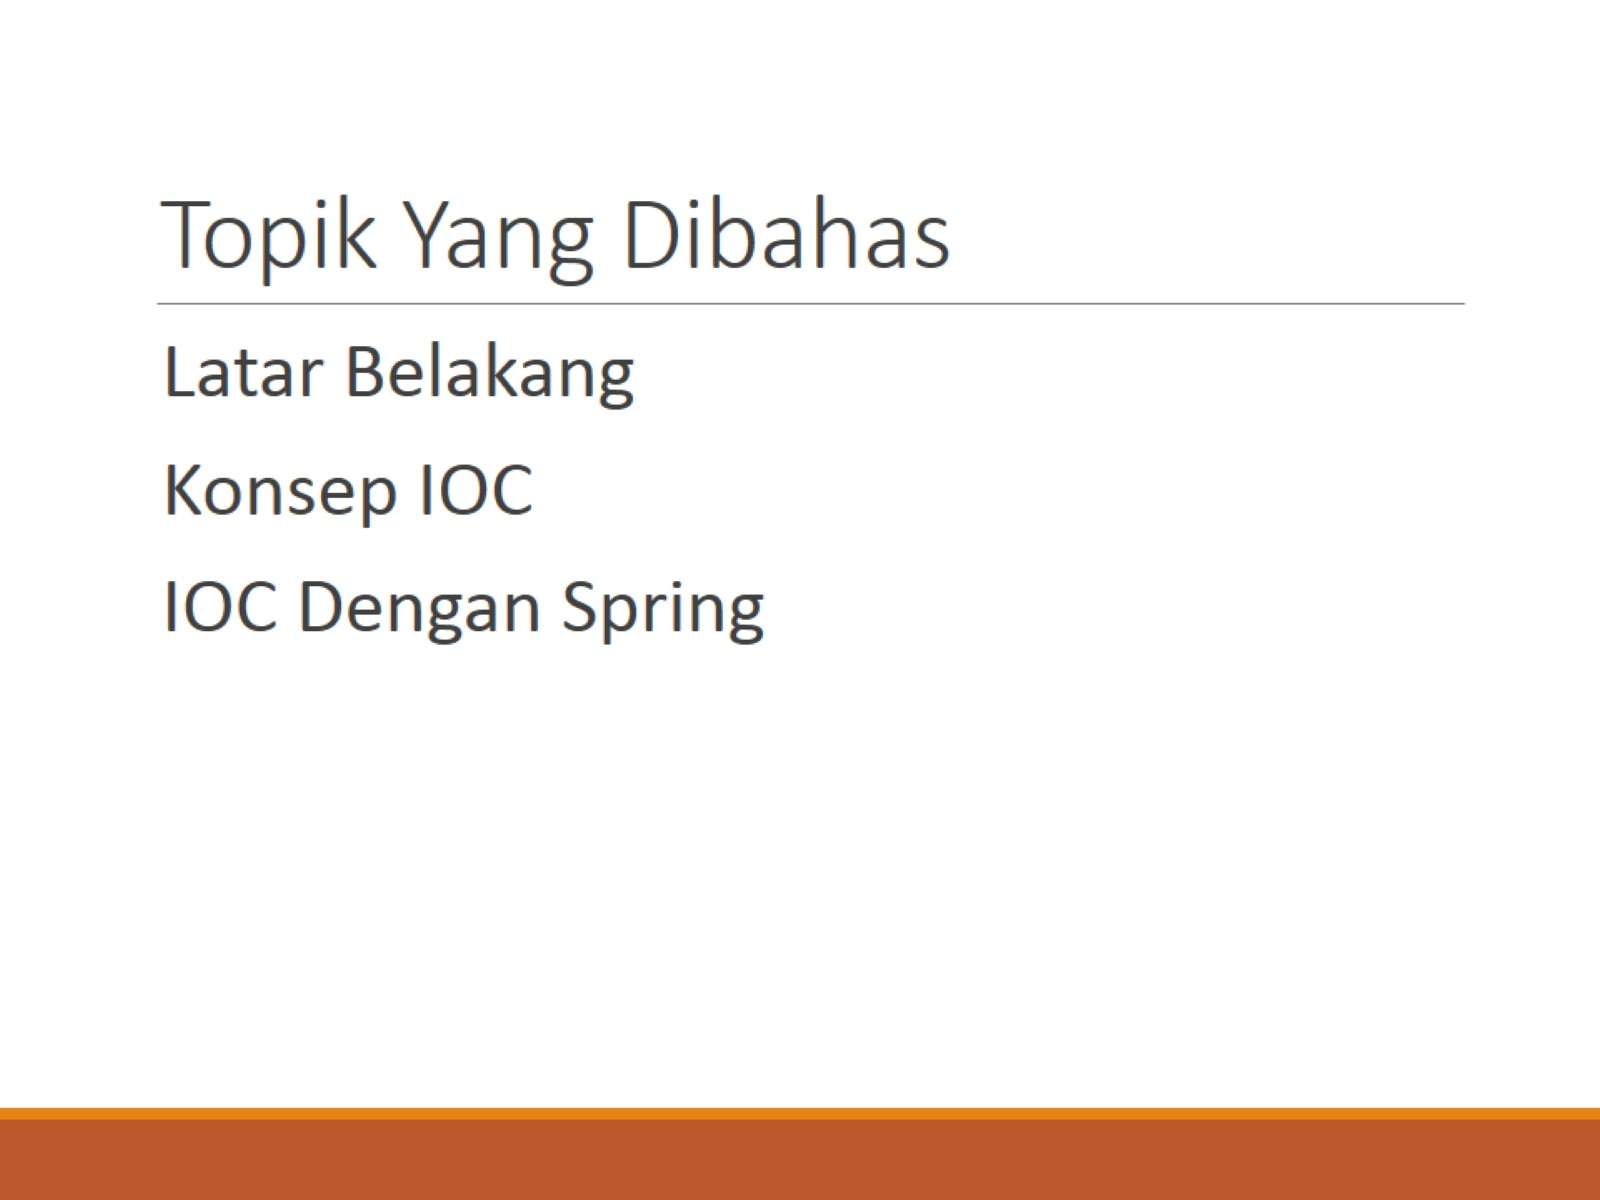 Topik Yang Dibahas
Latar Belakang
Konsep IOC
IOC Dengan Spring